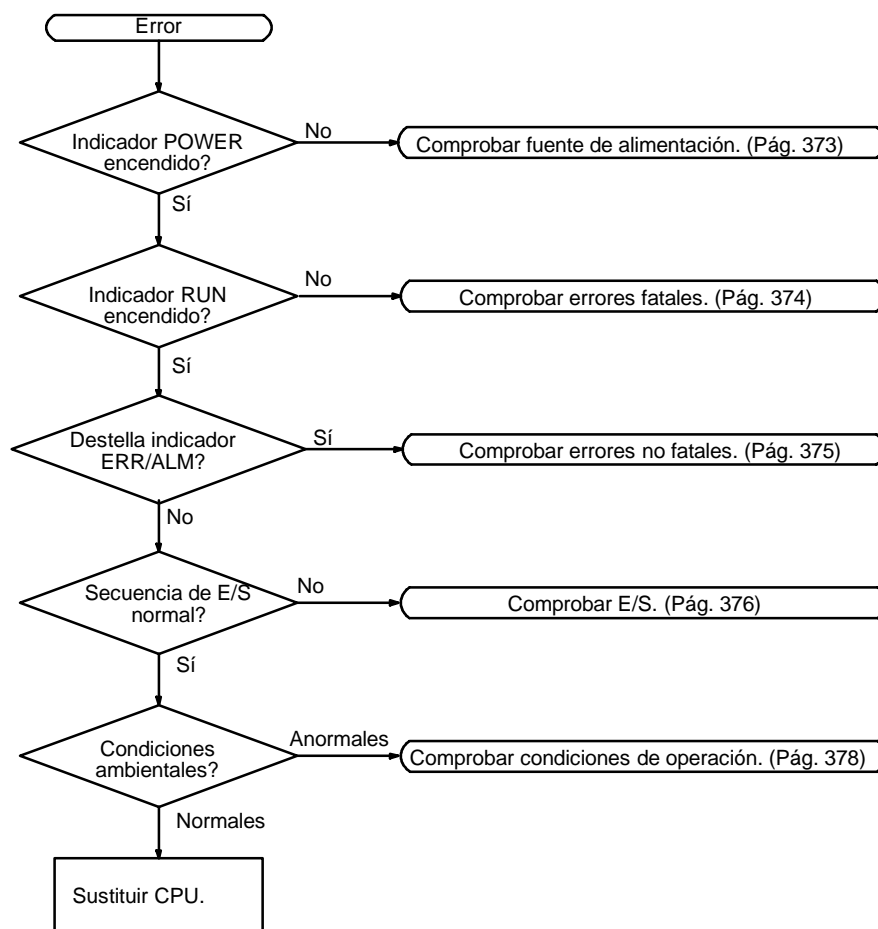 Error
Indicador POWER
encendido?
No
Comprobar fuente de alimentación. (Pág. 373)
Sí
Indicador RUN
encendido?
No
Comprobar errores fatales. (Pág. 374)
Sí
Destella indicador
ERR/ALM?
Sí
Comprobar errores no fatales. (Pág. 375)
No
Secuencia de E/S
normal?
No
Comprobar E/S. (Pág. 376)
Sí
Condiciones
ambientales?
Anormales
Comprobar condiciones de operación. (Pág. 378)
Normales
Sustituir CPU.